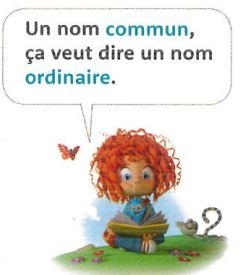 Un nom commun,
ça veut dire un nom
ordinaire.